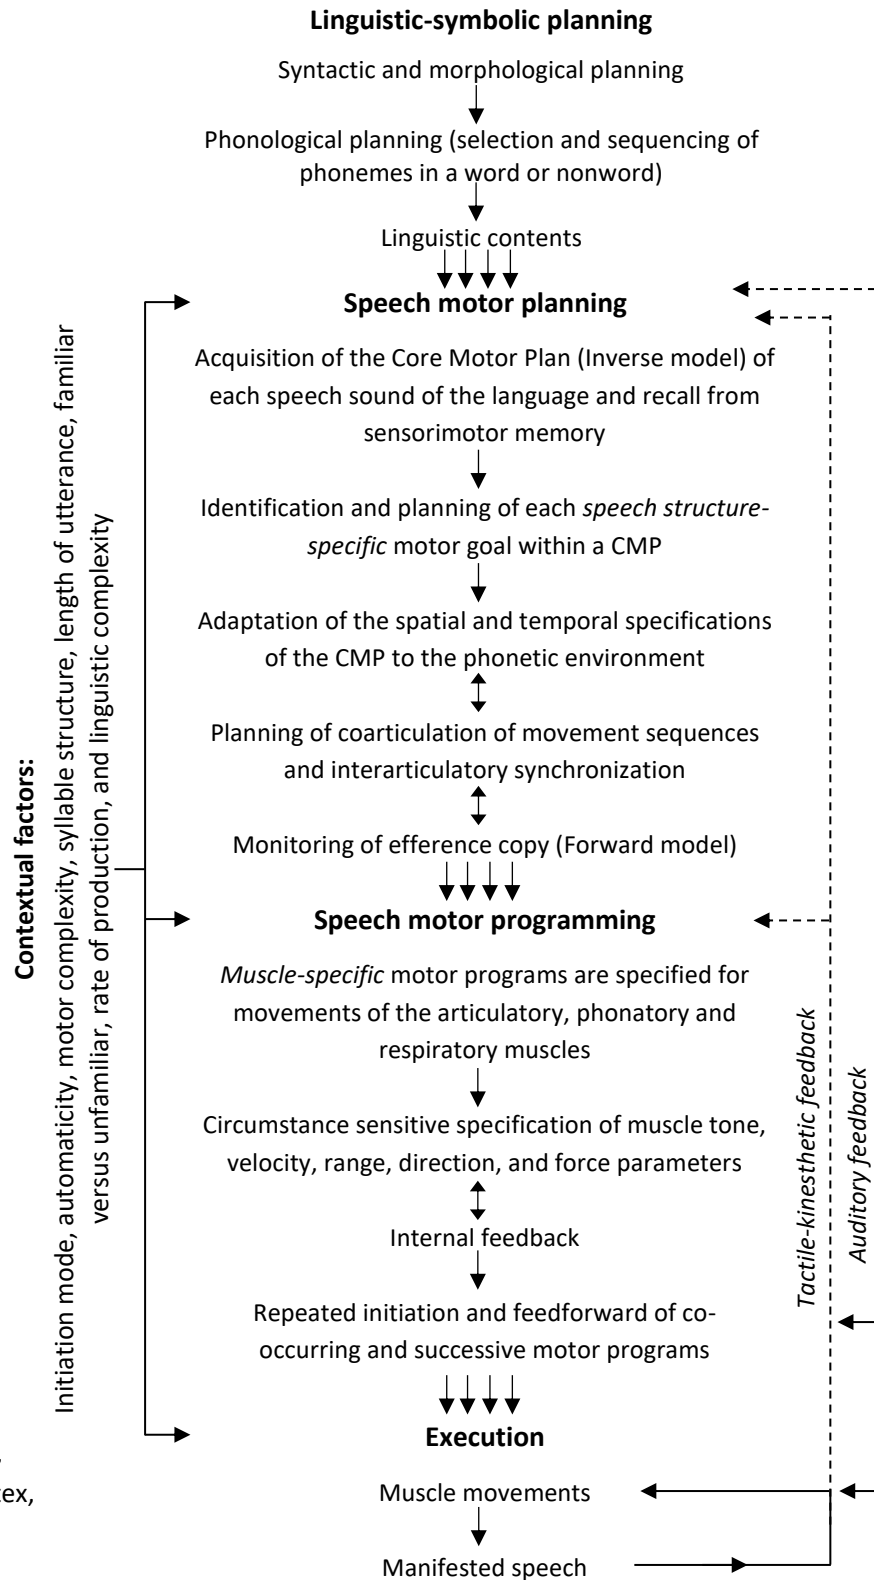 Linguistic-symbolic planning
Syntactic and morphological planning
Phonological planning (selection and sequencing of
phonemes in a word or nonword)
Linguistic contents
Speech motor planning
Acquisition of the Core Motor Plan (Inverse model) of
each speech sound of the language and recall from
sensorimotor memory
Identification and planning of each speech structure-
specific motor goal within a CMP
Adaptation of the spatial and temporal specifications
of the CMP to the phonetic environment
Planning of coarticulation of movement sequences
and interarticulatory synchronization
Monitoring of efference copy (Forward model)
Speech motor programming
Muscle-specific motor programs are specified for
movements of the articulatory, phonatory and
respiratory muscles
Circumstance sensitive specification of muscle tone,
velocity, range, direction, and force parameters
Internal feedback
Repeated initiation and feedforward of co-
occurring and successive motor programs
Execution
Muscle movements
Manifested speech
Contextual factors:
Initiation mode, automaticity, motor complexity, syllable structure, length of utterance, familiar
versus unfamiliar, rate of production, and linguistic complexity
Tactile-kinesthetic feedback
Auditory feedback